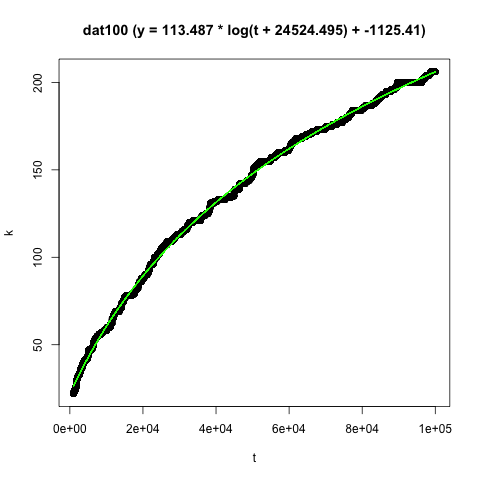 dat100 (y = 113.487 * log(t + 24524.495) + -1125.41)
200
150
100
50
k
0e+00 2e+04 4e+04 6e+04 8e+04 1e+05
t